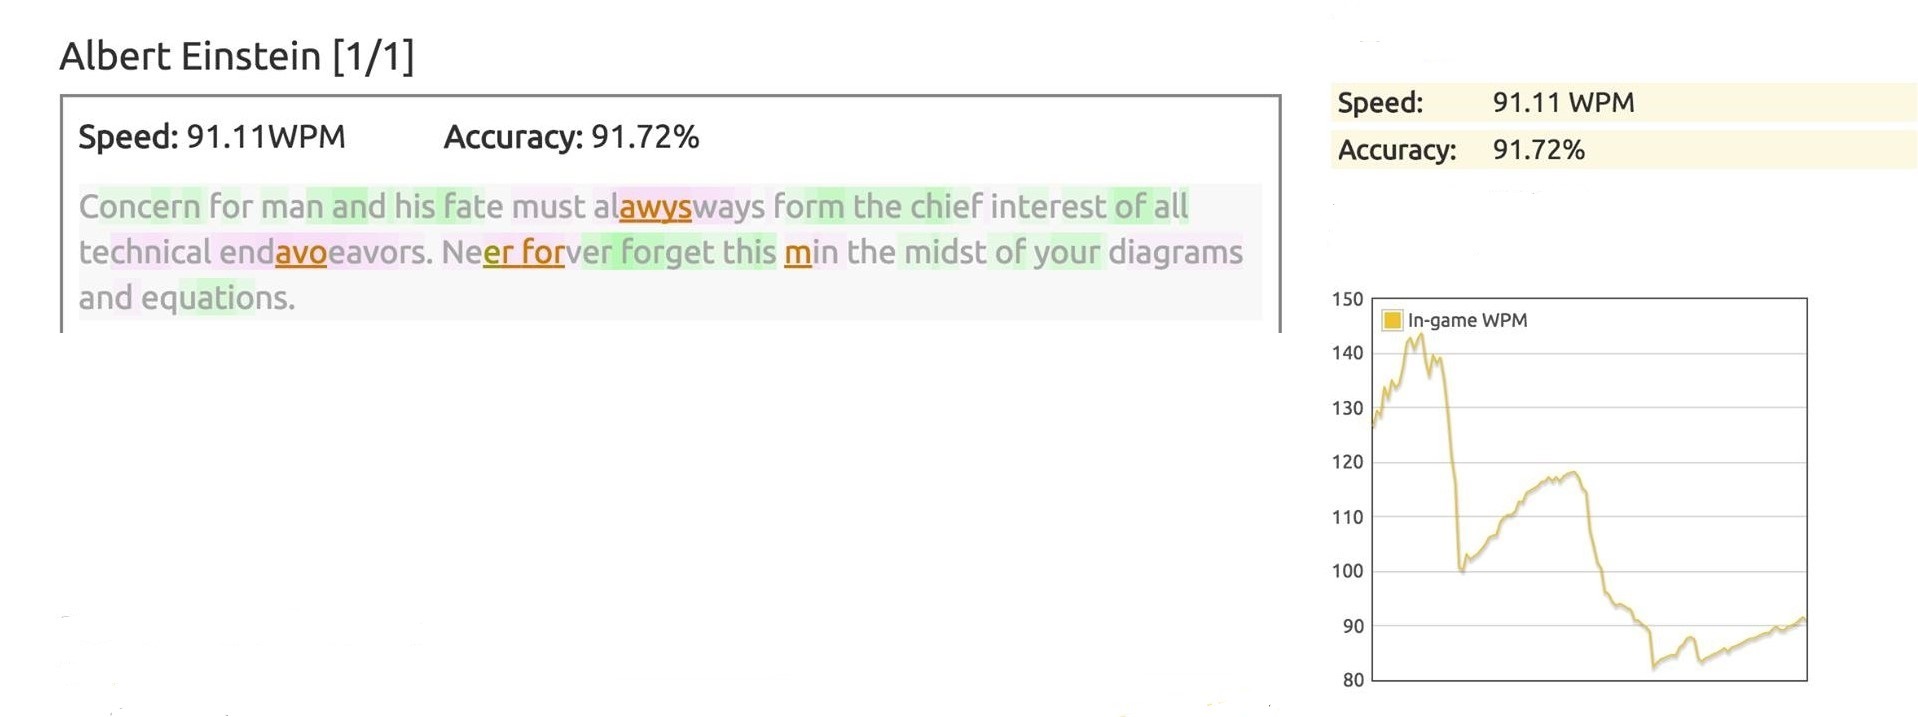 Albert Einstein [1/1]
Speed: 91.11WPM Accuracy: 91.72%
Concern for man and his fate must alawysways form the chief interest of all
technical endavoeavors. Neer forver forget this min the midst of your diagrams
and equations.
Speed: 91.11 WPM
Accuracy: 91.72%
In-game WPM
150
140
130
120
110
100
90
80